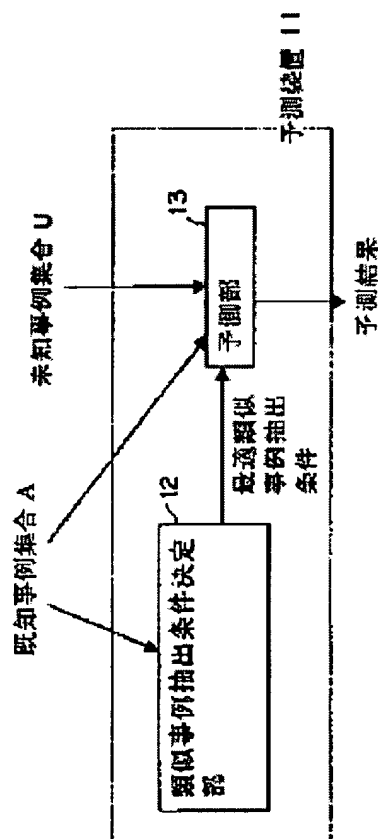 既知事例集合 A
未知事例集合 U
12
類似事例抽出条件決定
部
最適類似
事例抽出
条件
13
予測部
予測装置 11
予測結果